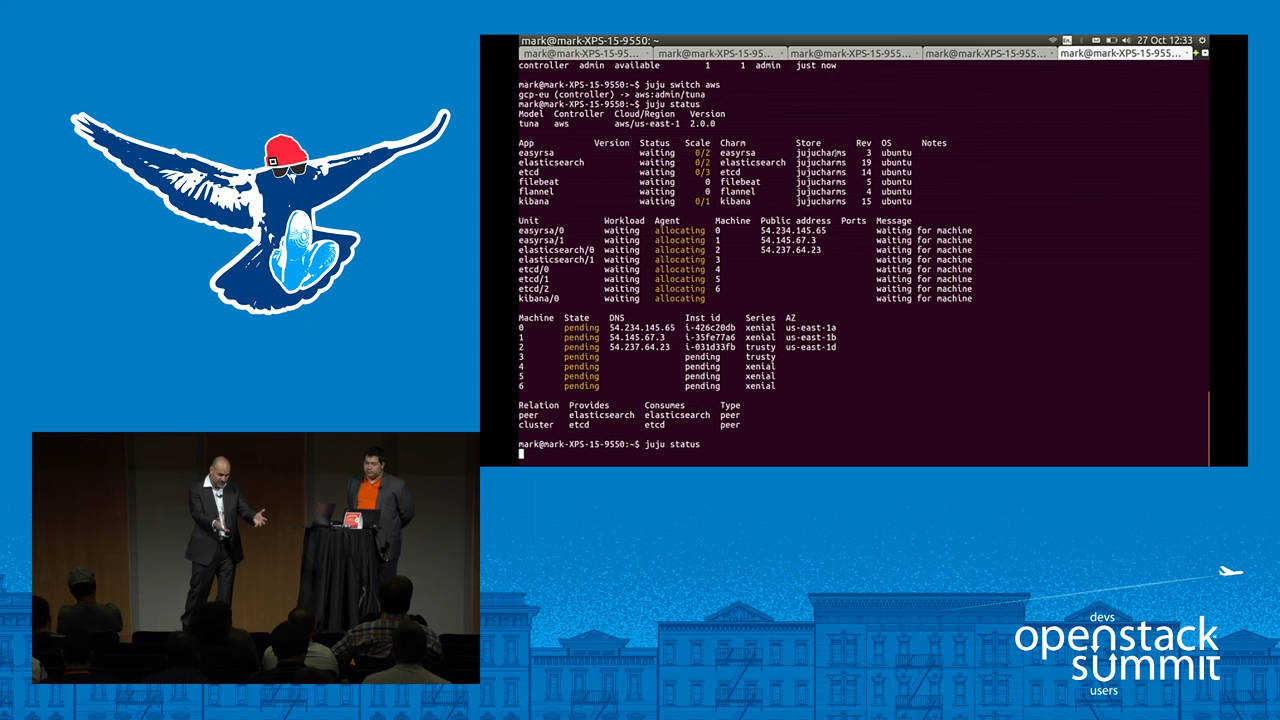 mark@mark-XPS-15-9550: ~ 27 Oct 12:33
mark@mark-XPS-15-95... mark@mark-XPS-15-95... mark@mark-XPS-15-955... mark@mark-XPS-15-955... mark@mark-XPS-15-955...
controller admin available 1 1 admin just now
mark@mark-XPS-15-9550:~$ juju switch aws
gcp-eu (controller) -> aws:admin/tuna
mark@mark-XPS-15-9550:~$ juju status
Model Controller Cloud/Region Version
tuna aws aws/us-east-1 2.0.0
App Version Status Scale Charm Store Rev OS Notes
easyrsa waiting 0/2 easyrsa jujucharms 3 ubuntu
elasticsearch waiting 0/2 elasticsearch jujucharms 19 ubuntu
etcd waiting 0/3 etcd jujucharms 14 ubuntu
filebeat waiting 0 filebeat jujucharms 5 ubuntu
flannel waiting 0 flannel jujucharms 4 ubuntu
kibana waiting 0/1 kibana jujucharms 15 ubuntu
Unit Workload Agent Machine Public address Ports Message
easyrsa/0 waiting allocating 0 54.234.145.65 waiting for machine
easyrsa/1 waiting allocating 1 54.145.67.3 waiting for machine
elasticsearch/0 waiting allocating 2 54.237.64.23 waiting for machine
elasticsearch/1 waiting allocating 3 waiting for machine
etcd/0 waiting allocating 4 waiting for machine
etcd/1 waiting allocating 5 waiting for machine
etcd/2 waiting allocating 6 waiting for machine
kibana/0 waiting allocating waiting for machine
Machine State DNS Inst id Series AZ
0 pending 54.234.145.65 i-426c20db xenial us-east-1a
1 pending 54.145.67.3 i-35fe77a6 xenial us-east-1b
2 pending 54.237.64.23 i-031d33fb trusty us-east-1d
3 pending pending trusty
4 pending pending xenial
5 pending pending xenial
6 pending pending xenial
Relation Provides Consumes Type
peer elasticsearch elasticsearch peer
cluster etcd etcd peer
mark@mark-XPS-15-9550:~$ juju status
devs
openstack
summit
users